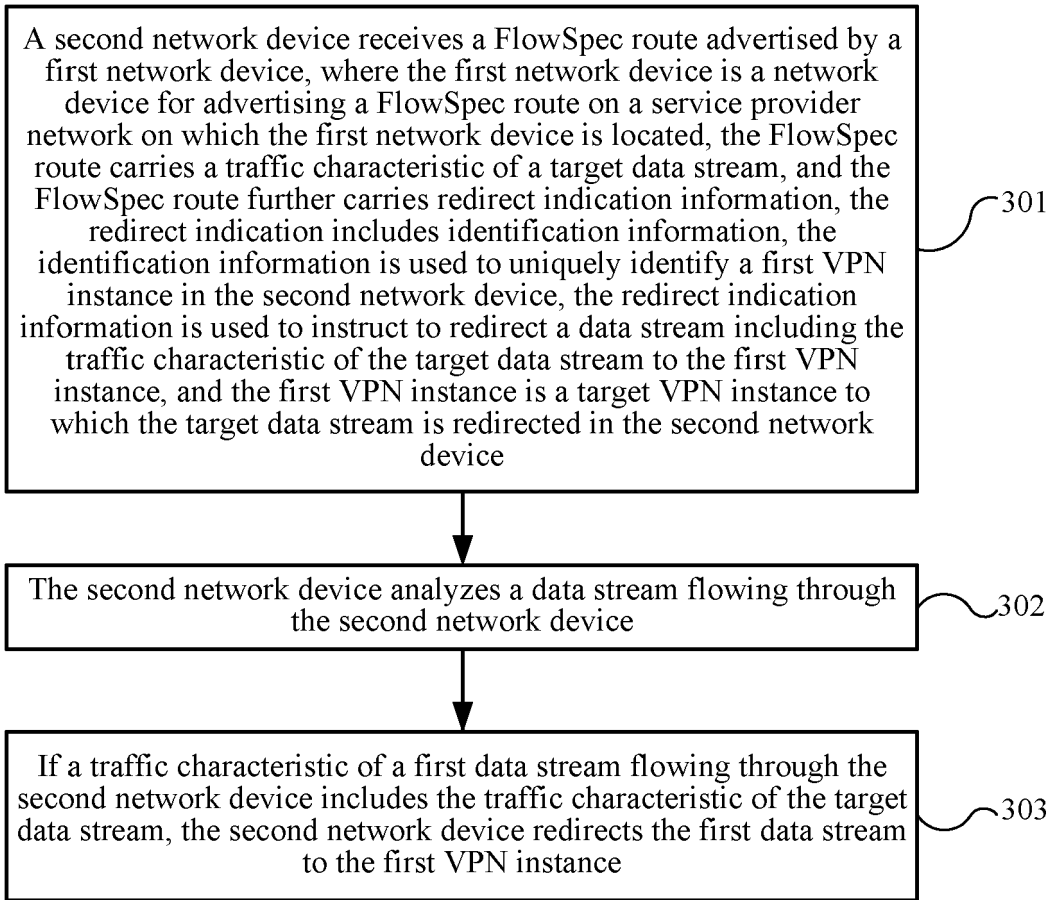 A second network device receives a FlowSpec route advertised by a
first network device, where the first network device is a network
device for advertising a FlowSpec route on a service provider
network on which the first network device is located, the FlowSpec
route carries a traffic characteristic of a target data stream, and the
FlowSpec route further carries redirect indication information, the
redirect indication includes identification information, the
identification information is used to uniquely identify a first VPN
instance in the second network device, the redirect indication
information is used to instruct to redirect a data stream including the
traffic characteristic of the target data stream to the first VPN
instance, and the first VPN instance is a target VPN instance to
which the target data stream is redirected in the second network
device
301
The second network device analyzes a data stream flowing through
the second network device
302
If a traffic characteristic of a first data stream flowing through the
second network device includes the traffic characteristic of the target
data stream, the second network device redirects the first data stream
to the first VPN instance
303